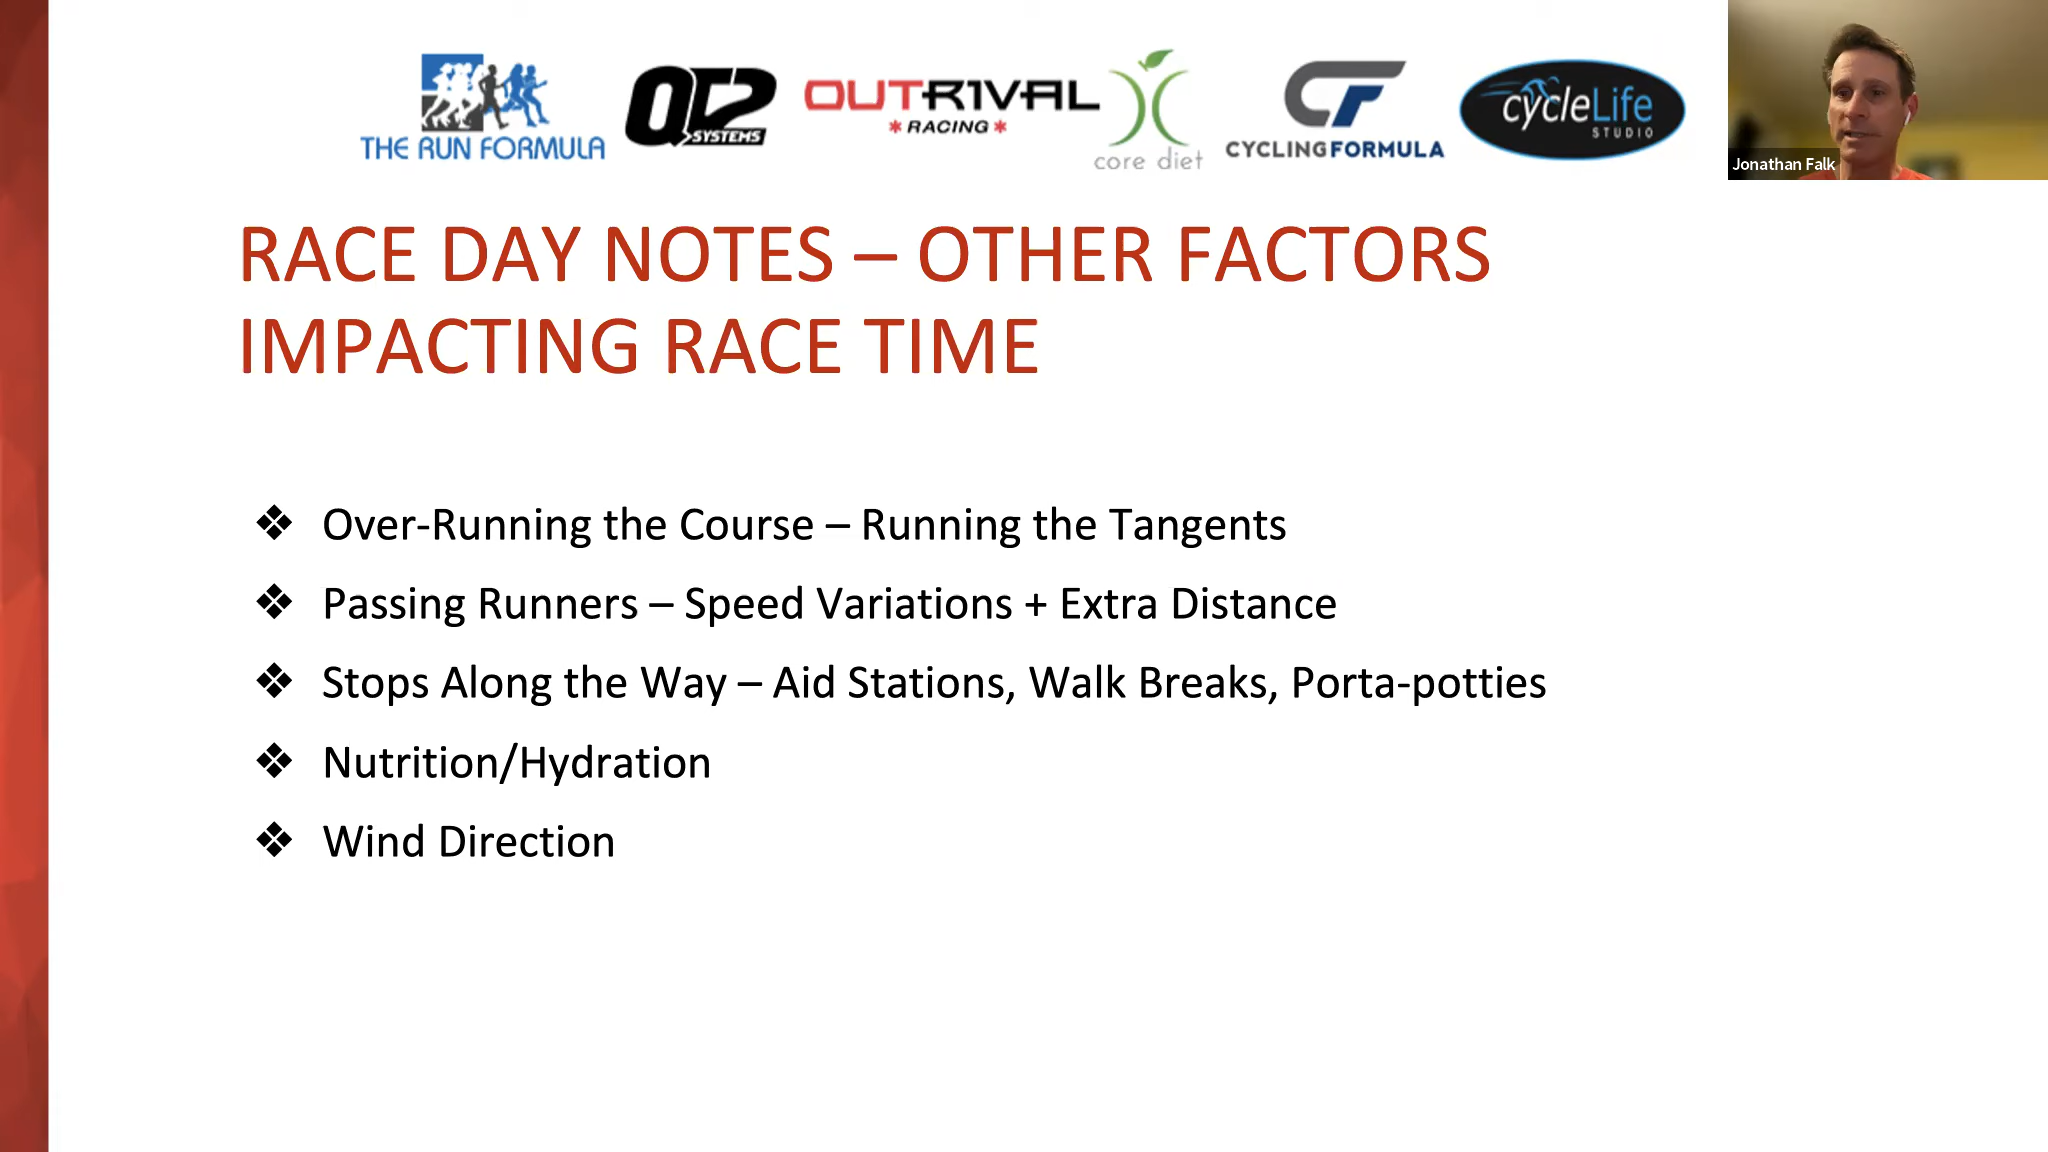 THE RUN FORMULA
QT2 SYSTEMS
OUTRIVAL
*RACING*
core diet
CF
CYCLINGFORMULA
cycleLife
STUDIO
Jonathan Falk
RACE DAY NOTES – OTHER FACTORS
IMPACTING RACE TIME
❖ Over-Running the Course – Running the Tangents
❖ Passing Runners – Speed Variations + Extra Distance
❖ Stops Along the Way – Aid Stations, Walk Breaks, Porta-potties
❖ Nutrition/Hydration
❖ Wind Direction